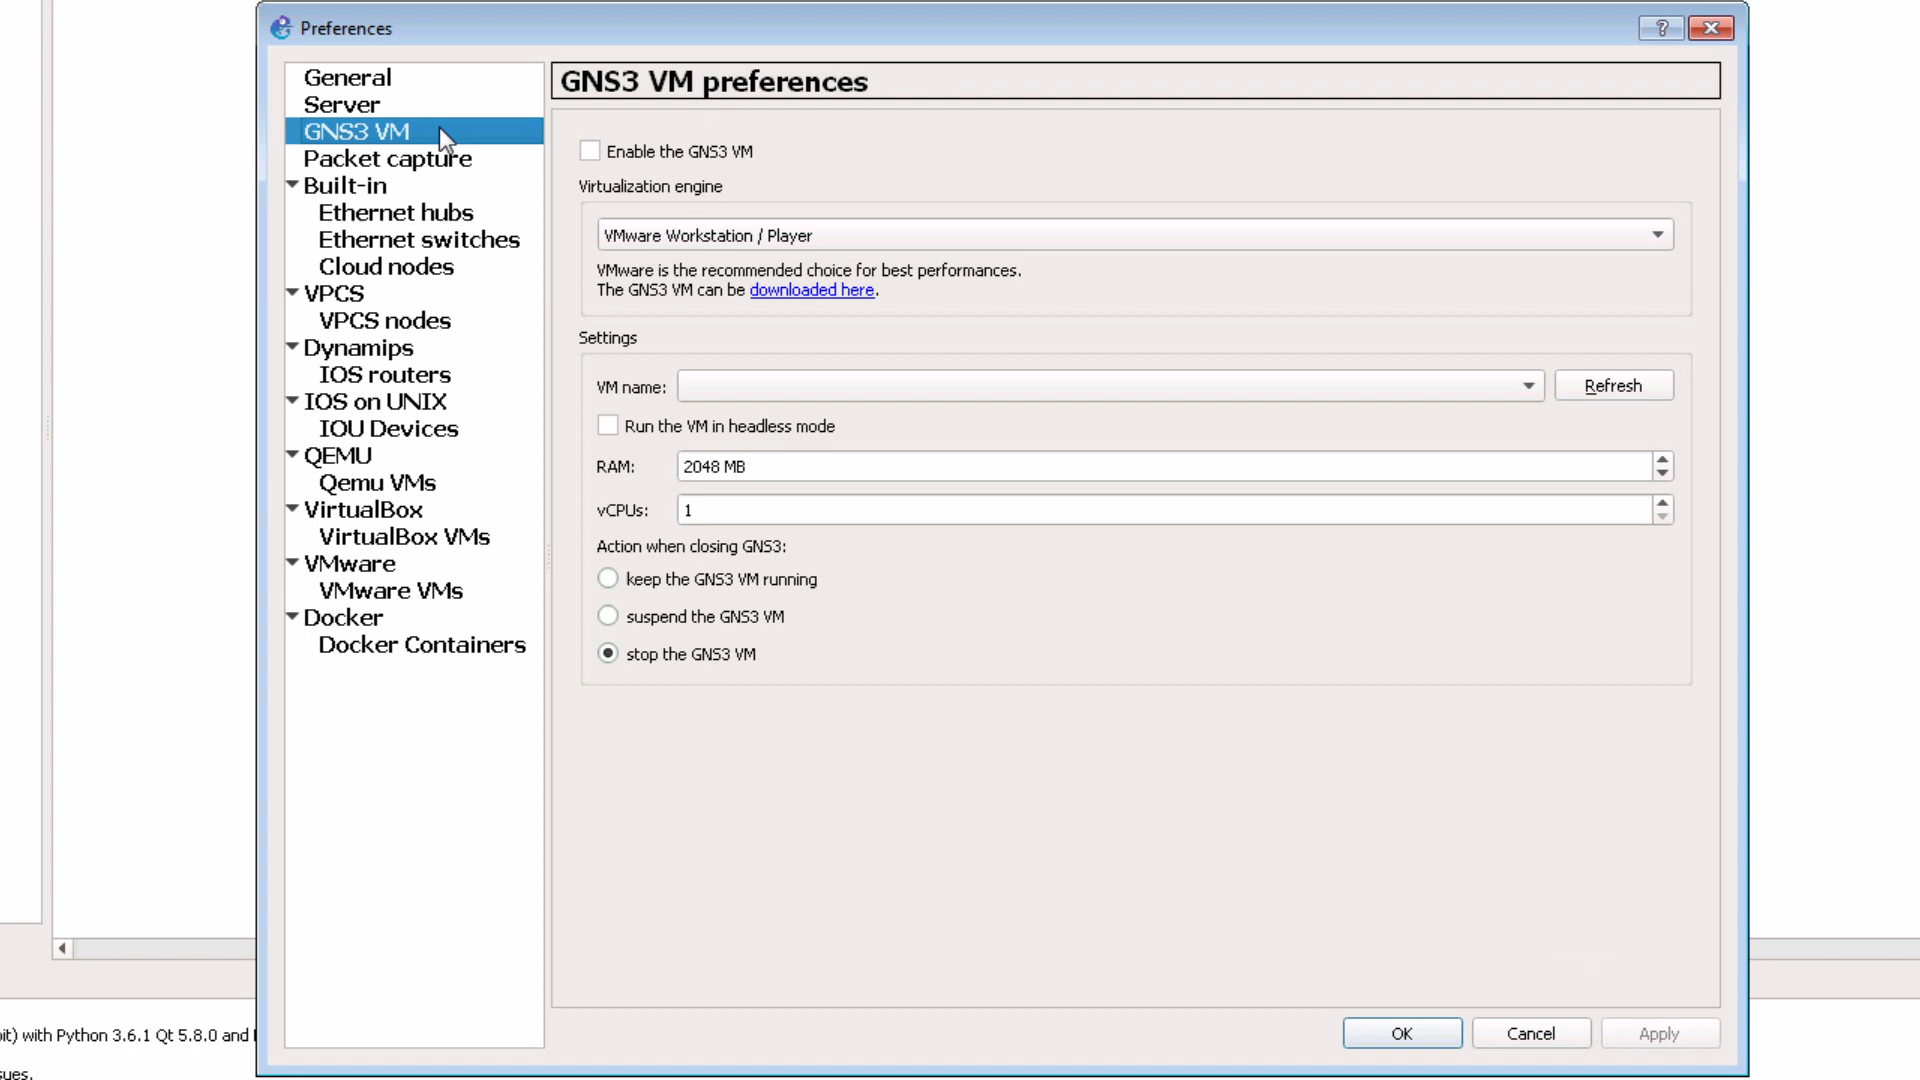 Preferences
?
General
Server
GNS3 VM
Packet capture
Built-in
Ethernet hubs
Ethernet switches
Cloud nodes
VPCS
VPCS nodes
Dynamips
IOS routers
IOS on UNIX
IOU Devices
QEMU
Qemu VMs
VirtualBox
VirtualBox VMs
VMware
VMware VMs
Docker
Docker Containers
GNS3 VM preferences
Enable the GNS3 VM
Virtualization engine
VMware Workstation / Player
VMware is the recommended choice for best performances.
The GNS3 VM can be downloaded here.
Settings
VM name:
Refresh
Run the VM in headless mode
RAM: 2048 MB
vCPUs: 1
Action when closing GNS3:
keep the GNS3 VM running
suspend the GNS3 VM
stop the GNS3 VM
OK
Cancel
Apply
with Python 3.6.1 Qt 5.8.0 and